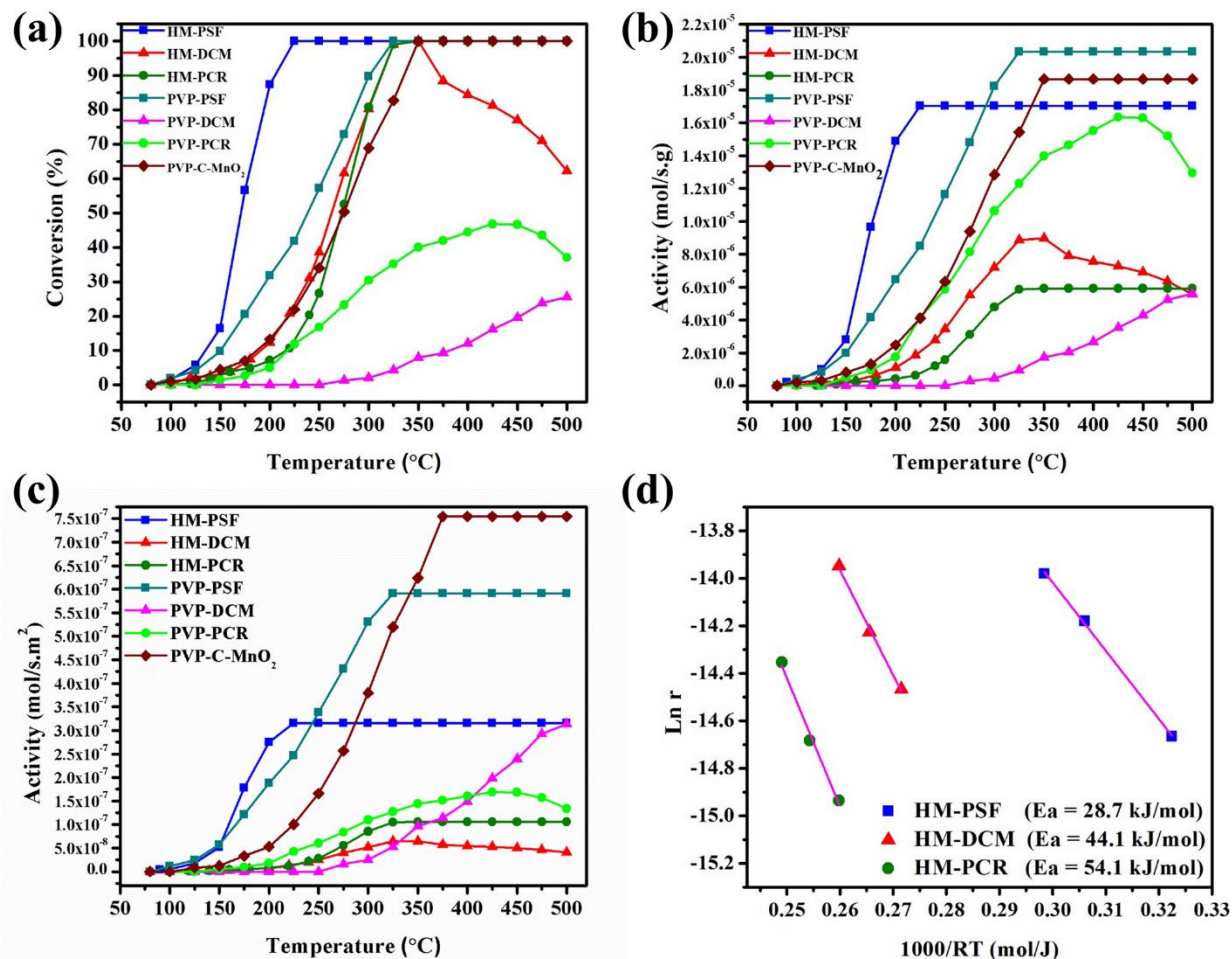 (a)
HM-PSF
HM-DCM
HM-PCR
PVP-PSF
PVP-DCM
PVP-PCR
PVP-C-MnO₂
100
90
80
70
60
50
40
30
20
10
0
Conversion (%)
50 100 150 200 250 300 350 400 450 500
Temperature (°C)
(b)
HM-PSF
HM-DCM
HM-PCR
PVP-PSF
PVP-DCM
PVP-PCR
PVP-C-MnO₂
2.2x10⁻⁵
2.0x10⁻⁵
1.8x10⁻⁵
1.6x10⁻⁵
1.4x10⁻⁵
1.2x10⁻⁵
1.0x10⁻⁵
8.0x10⁻⁶
6.0x10⁻⁶
4.0x10⁻⁶
2.0x10⁻⁶
0.0
Activity (mol/s.g)
50 100 150 200 250 300 350 400 450 500
Temperature (°C)
(c)
HM-PSF
HM-DCM
HM-PCR
PVP-PSF
PVP-DCM
PVP-PCR
PVP-C-MnO₂
7.5x10⁻⁷
7.0x10⁻⁷
6.5x10⁻⁷
6.0x10⁻⁷
5.5x10⁻⁷
5.0x10⁻⁷
4.5x10⁻⁷
4.0x10⁻⁷
3.5x10⁻⁷
3.0x10⁻⁷
2.5x10⁻⁷
2.0x10⁻⁷
1.5x10⁻⁷
1.0x10⁻⁷
5.0x10⁻⁸
0.0
Activity (mol/s.m²)
50 100 150 200 250 300 350 400 450 500
Temperature (°C)
(d)
-13.8
-14.0
-14.2
-14.4
-14.6
-14.8
-15.0
-15.2
Ln r
HM-PSF (Ea = 28.7 kJ/mol)
HM-DCM (Ea = 44.1 kJ/mol)
HM-PCR (Ea = 54.1 kJ/mol)
0.25 0.26 0.27 0.28 0.29 0.30 0.31 0.32 0.33
1000/RT (mol/J)